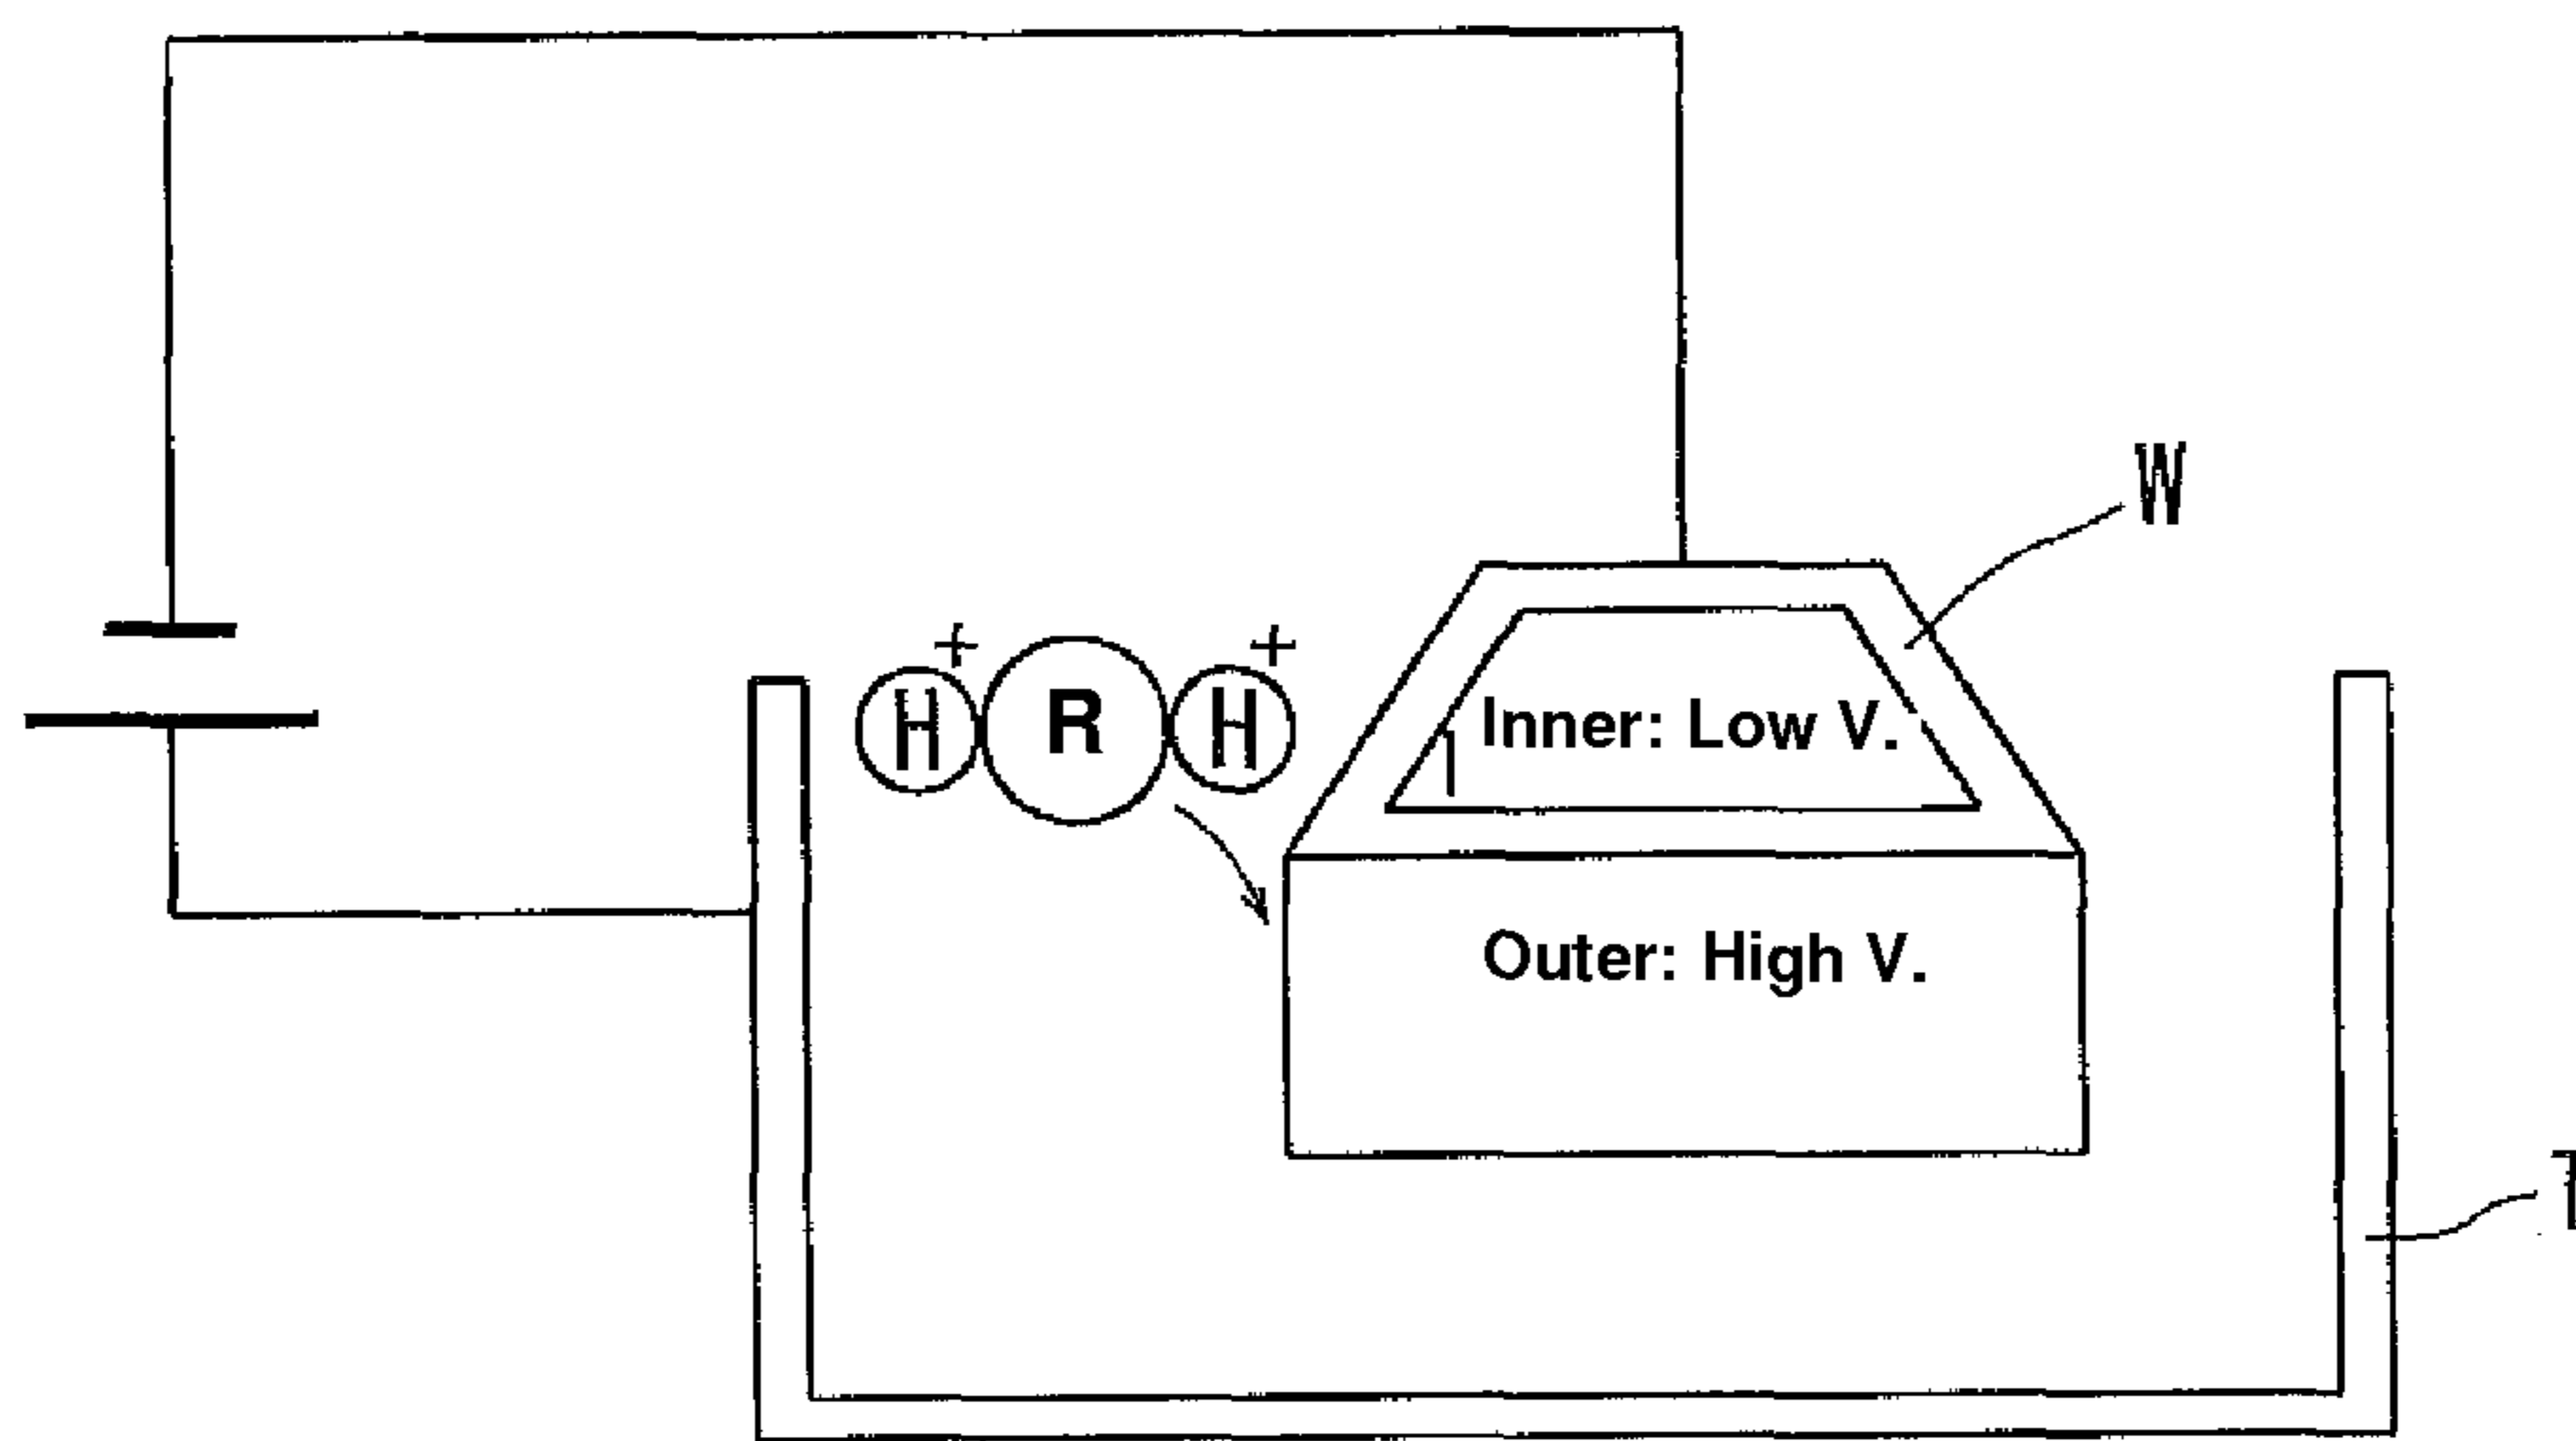 W
+ +
H R H
Inner: Low V.
Outer: High V.
T